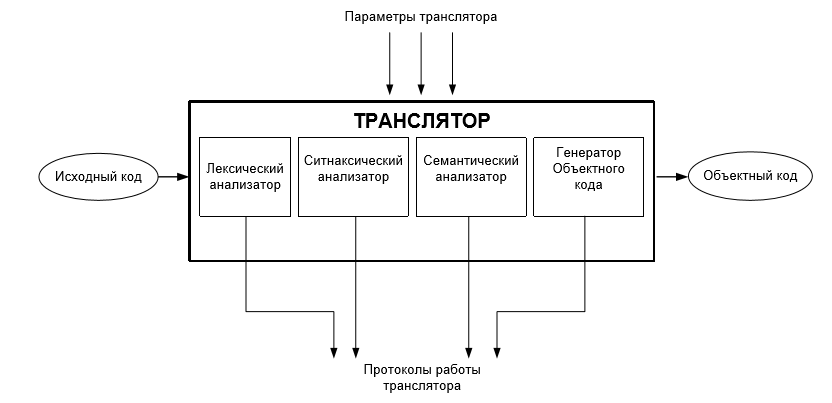 Параметры транслятора
ТРАНСЛЯТОР
Лексический
анализатор
Ситнаксический
анализатор
Семантический
анализатор
Генератор
Объектного
кода
Исходный код
Объектный код
Протоколы работы
транслятора